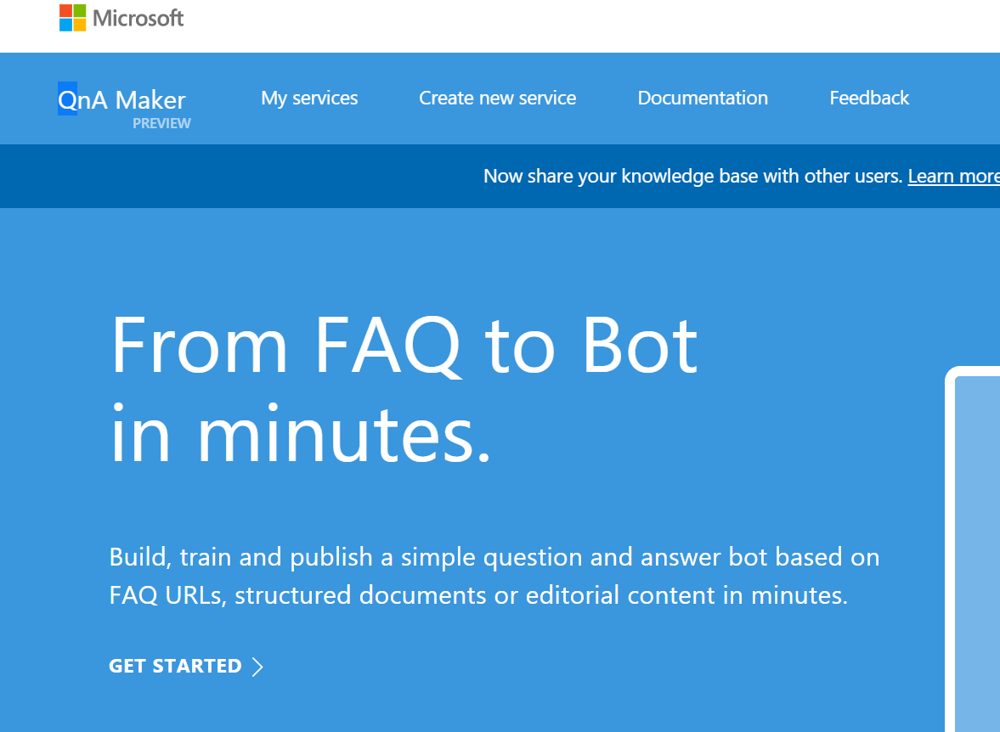 Microsoft
QnA Maker
PREVIEW
My services
Create new service
Documentation
Feedback
Now share your knowledge base with other users. Learn more
From FAQ to Bot
in minutes.
Build, train and publish a simple question and answer bot based on
FAQ URLs, structured documents or editorial content in minutes.
GET STARTED